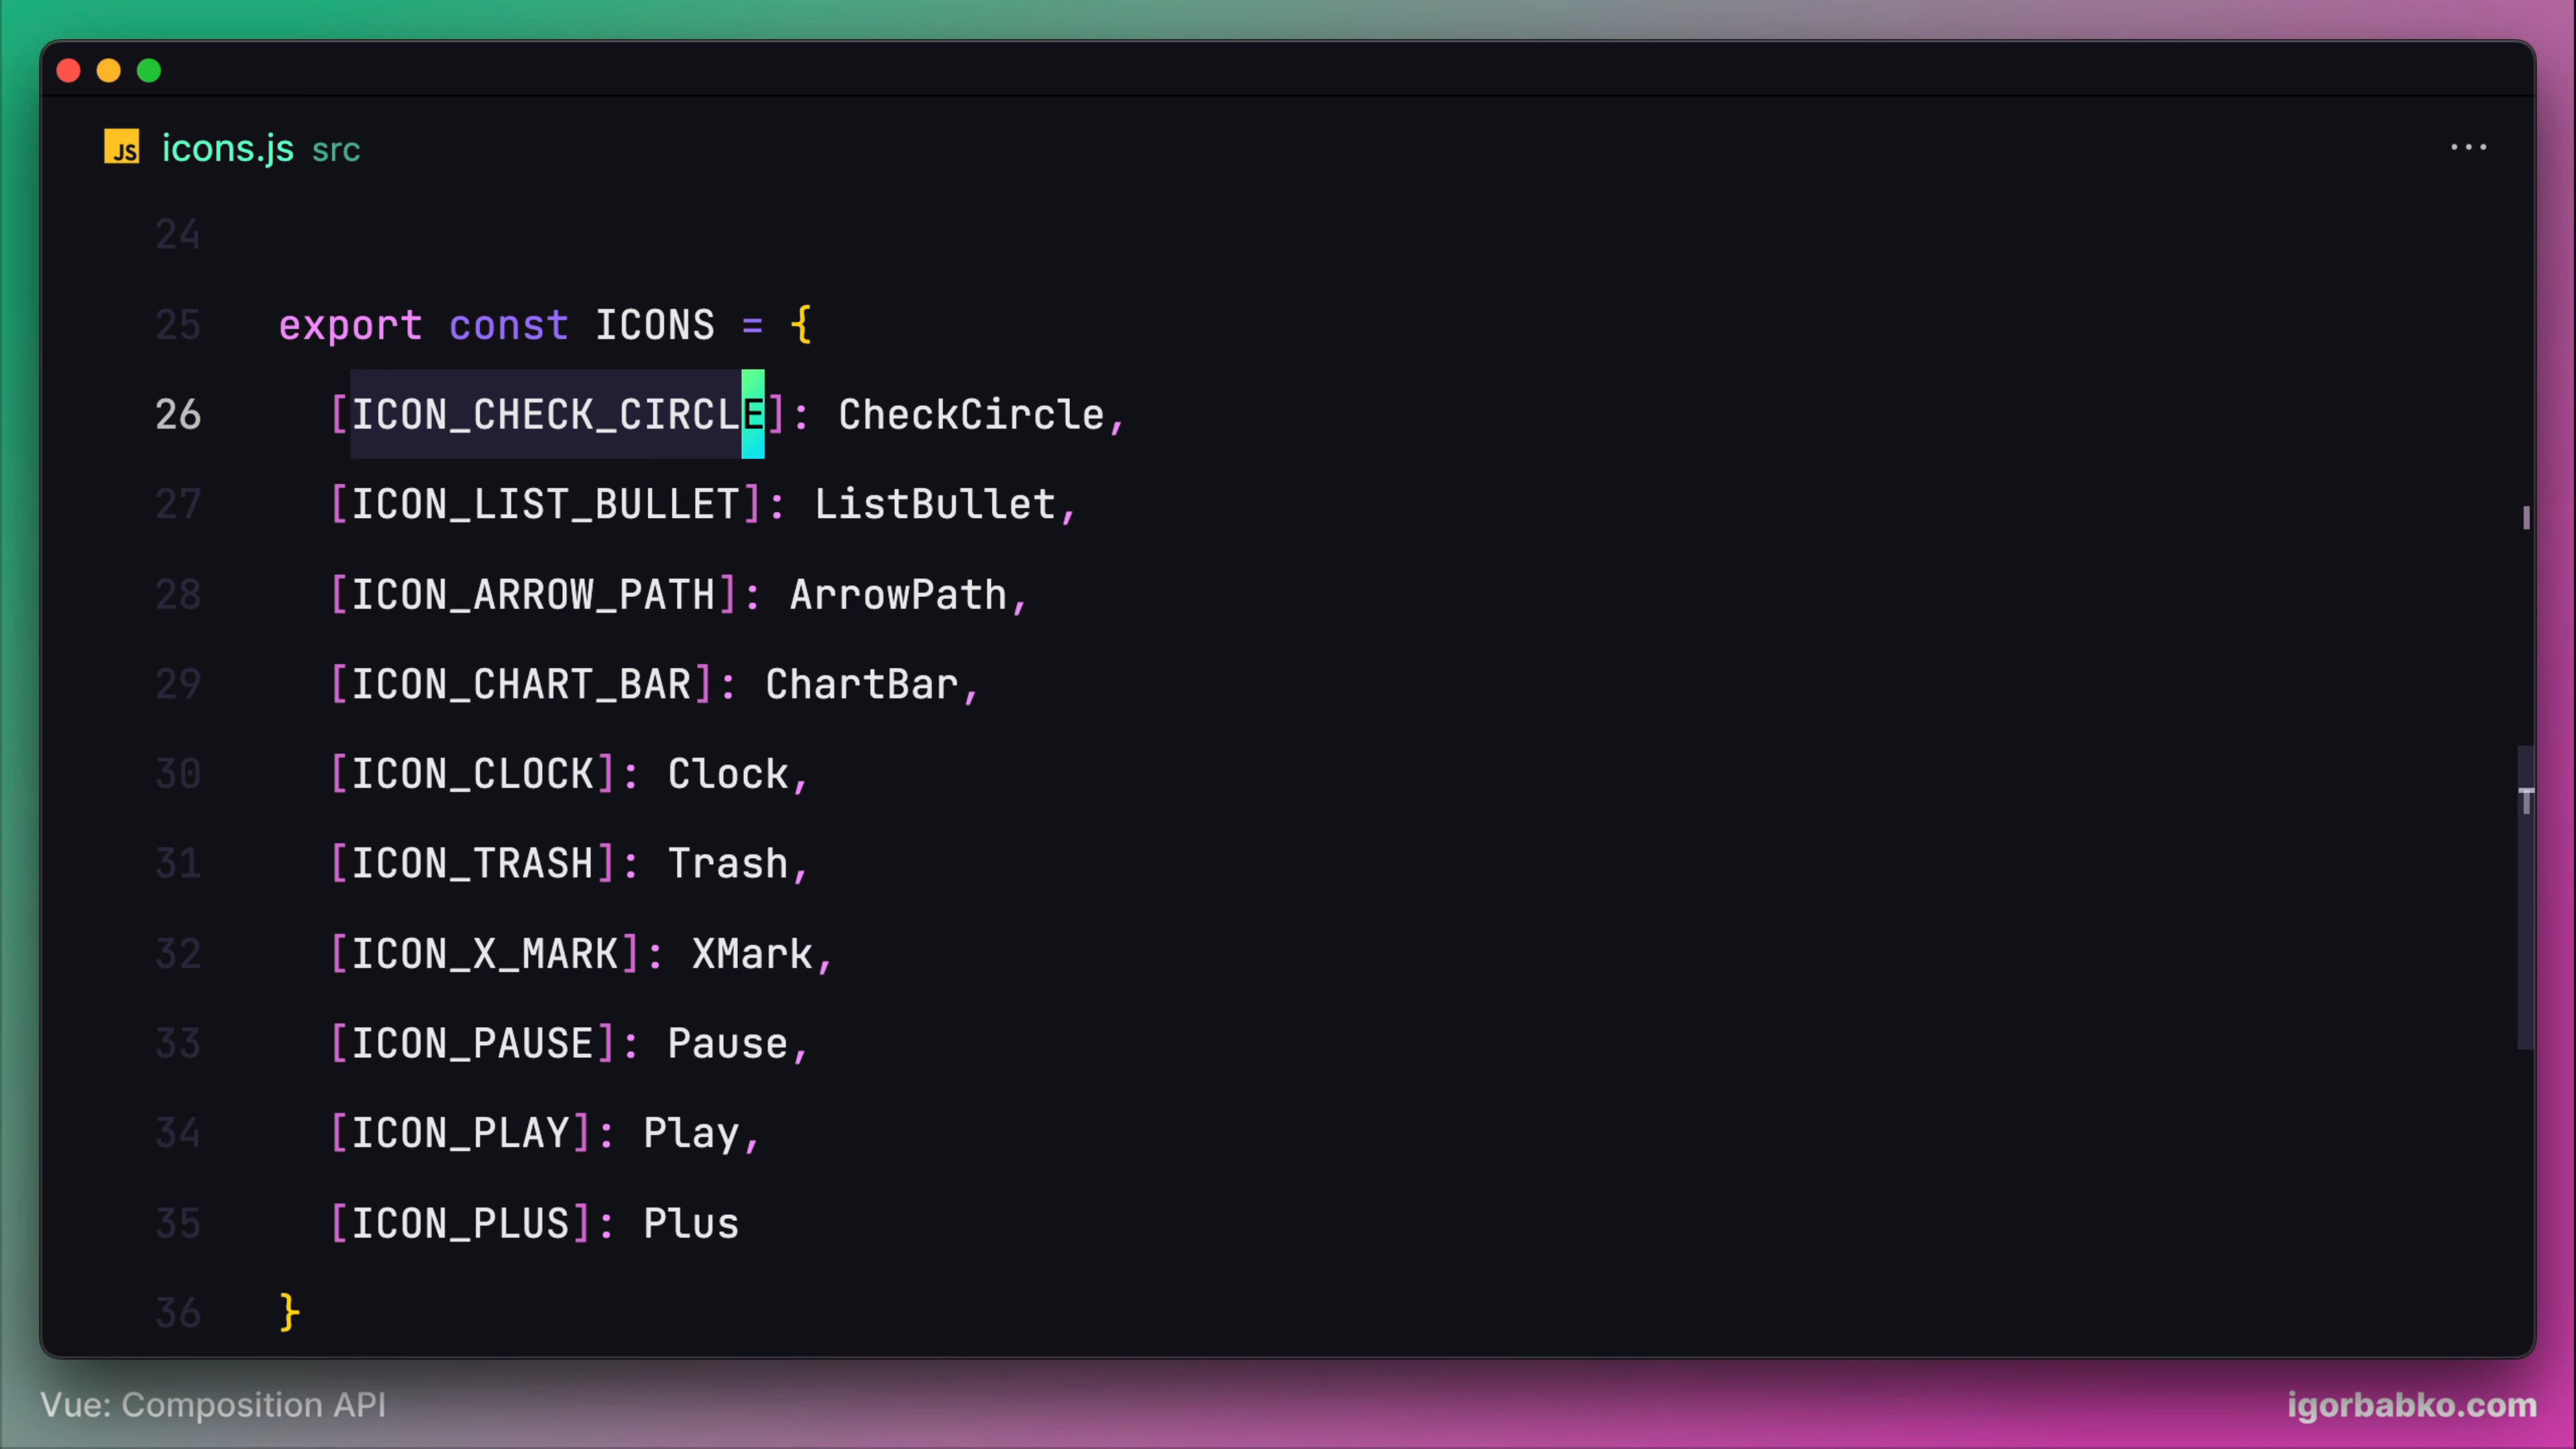 JS icons.js src ...
24
25 export const ICONS = {
26 [ICON_CHECK_CIRCLE]: CheckCircle,
27 [ICON_LIST_BULLET]: ListBullet,
28 [ICON_ARROW_PATH]: ArrowPath,
29 [ICON_CHART_BAR]: ChartBar,
30 [ICON_CLOCK]: Clock,
31 [ICON_TRASH]: Trash,
32 [ICON_X_MARK]: XMark,
33 [ICON_PAUSE]: Pause,
34 [ICON_PLAY]: Play,
35 [ICON_PLUS]: Plus
36 }
Vue: Composition API
igorbabko.com